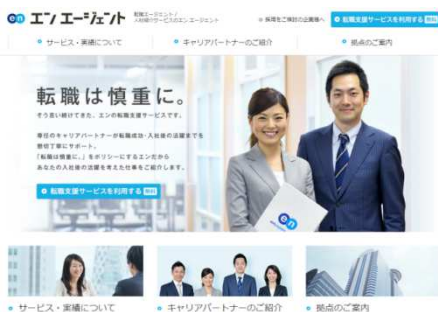 en エン エージェント
転職エージェント／
人材紹介サービスのエン エージェント
採用をご検討の企業様へ
転職支援サービスを利用する 無料
サービス・実績について
キャリアパートナーのご紹介
拠点のご案内
転職は慎重に。
そう言い続けてきた、エンの転職支援サービスです。
専任のキャリアパートナーが転職成功・入社後の活躍までを
懇切丁寧にサポート。
「転職は慎重に。」をポリシーにするエンだから
あなたの入社後の活躍を考えた仕事をご紹介します。
転職支援サービスを利用する 無料
en
サービス・実績について
キャリアパートナーのご紹介
拠点のご案内